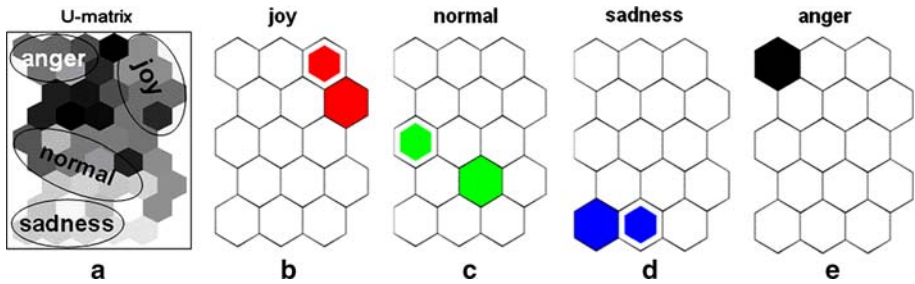 U-matrix joy normal sadness anger
anger
joy
normal
sadness
a b c d e